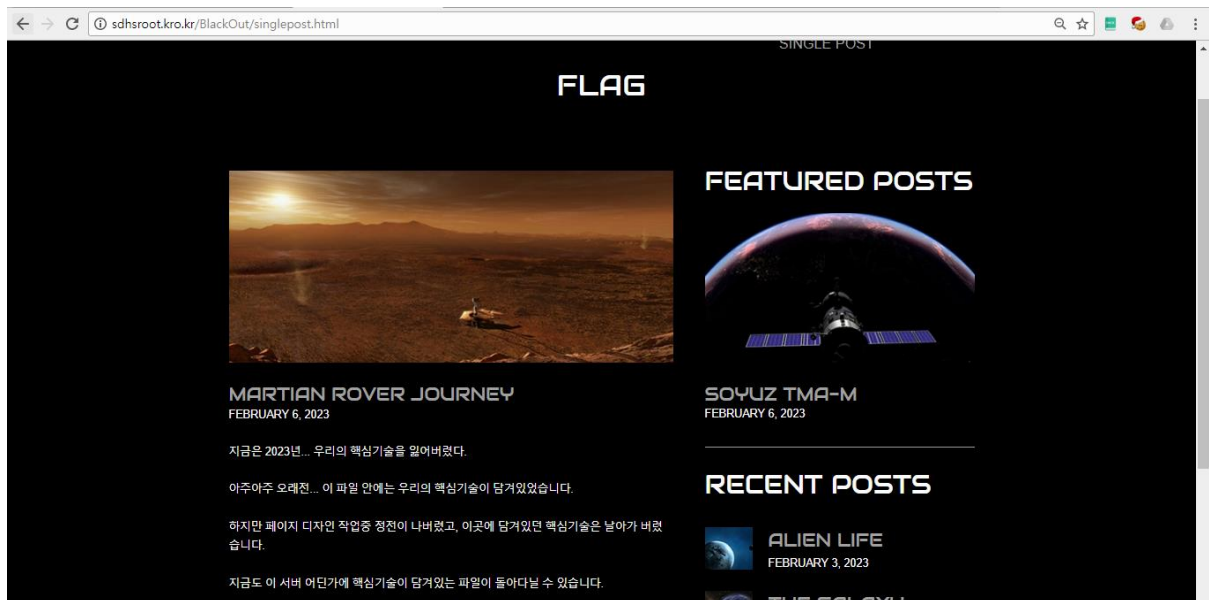 sdhsroot.kro.kr/BlackOut/singlepost.html
SINGLE POST
FLAG
MARTIAN ROVER JOURNEY
FEBRUARY 6, 2023
지금은 2023년... 우리의 핵심기술을 잃어버렸다.
아주아주 오래전... 이 파일 안에는 우리의 핵심기술이 담겨있었습니다.
하지만 페이지 디자인 작업중 정전이 나버렸고, 이곳에 담겨있던 핵심기술은 날아가 버렸
습니다.
지금도 이 서버 어딘가에 핵심기술이 담겨있는 파일이 돌아다닐 수 있습니다.
FEATURED POSTS
SOYUZ TMA-M
FEBRUARY 6, 2023
RECENT POSTS
ALIEN LIFE
FEBRUARY 3, 2023
THE GALAXY